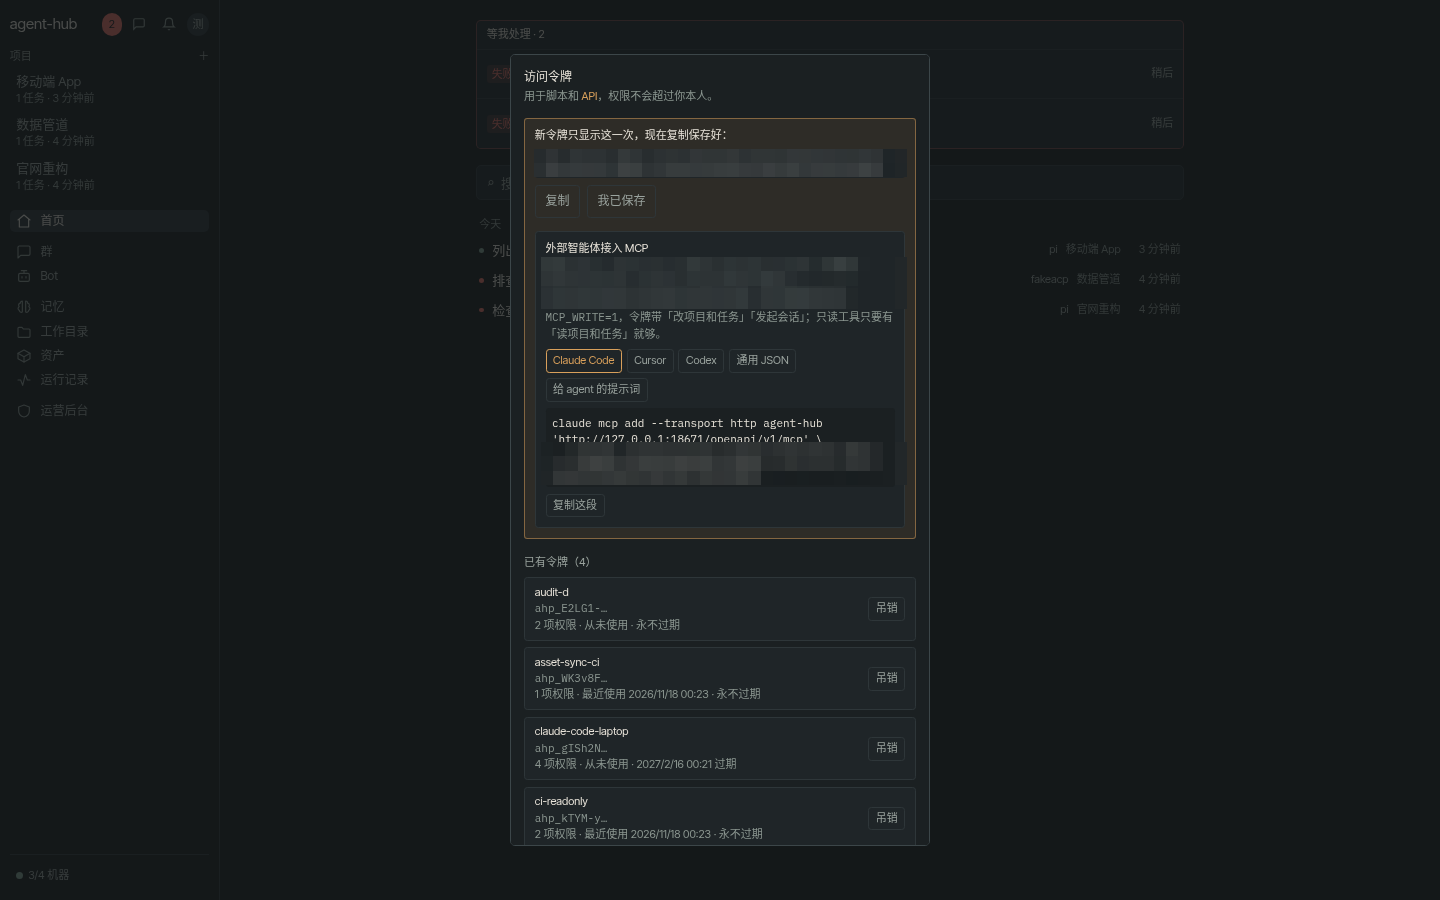 agent-hub
2
测
项目
+
移动端 App
1 任务 · 3 分钟前
数据管道
1 任务 · 4 分钟前
官网重构
1 任务 · 4 分钟前
首页
群
Bot
记忆
工作目录
资产
运行记录
运营后台
3/4 机器
等我处理 · 2
稍后
稍后
今天
pi 移动端 App 3 分钟前
fakeacp 数据管道 4 分钟前
pi 官网重构 4 分钟前
访问令牌
用于脚本和 API，权限不会超过你本人。
新令牌只显示这一次，现在复制保存好：
复制
我已保存
外部智能体接入 MCP
MCP_WRITE=1，令牌带「改项目和任务」「发起会话」；只读工具只要有
「读项目和任务」就够。
Claude Code
Cursor
Codex
通用 JSON
给 agent 的提示词
claude mcp add --transport http agent-hub
'http://127.0.0.1:18671/openapi/v1/mcp' \
复制这段
已有令牌（4）
audit-d
ahp_E2LG1-…
2 项权限 · 从未使用 · 永不过期
吊销
asset-sync-ci
ahp_WK3v8F…
1 项权限 · 最近使用 2026/11/18 00:23 · 永不过期
吊销
claude-code-laptop
ahp_gISh2N…
4 项权限 · 从未使用 · 2027/2/16 00:21 过期
吊销
ci-readonly
ahp_kTYM-y…
2 项权限 · 最近使用 2026/11/18 00:23 · 永不过期
吊销